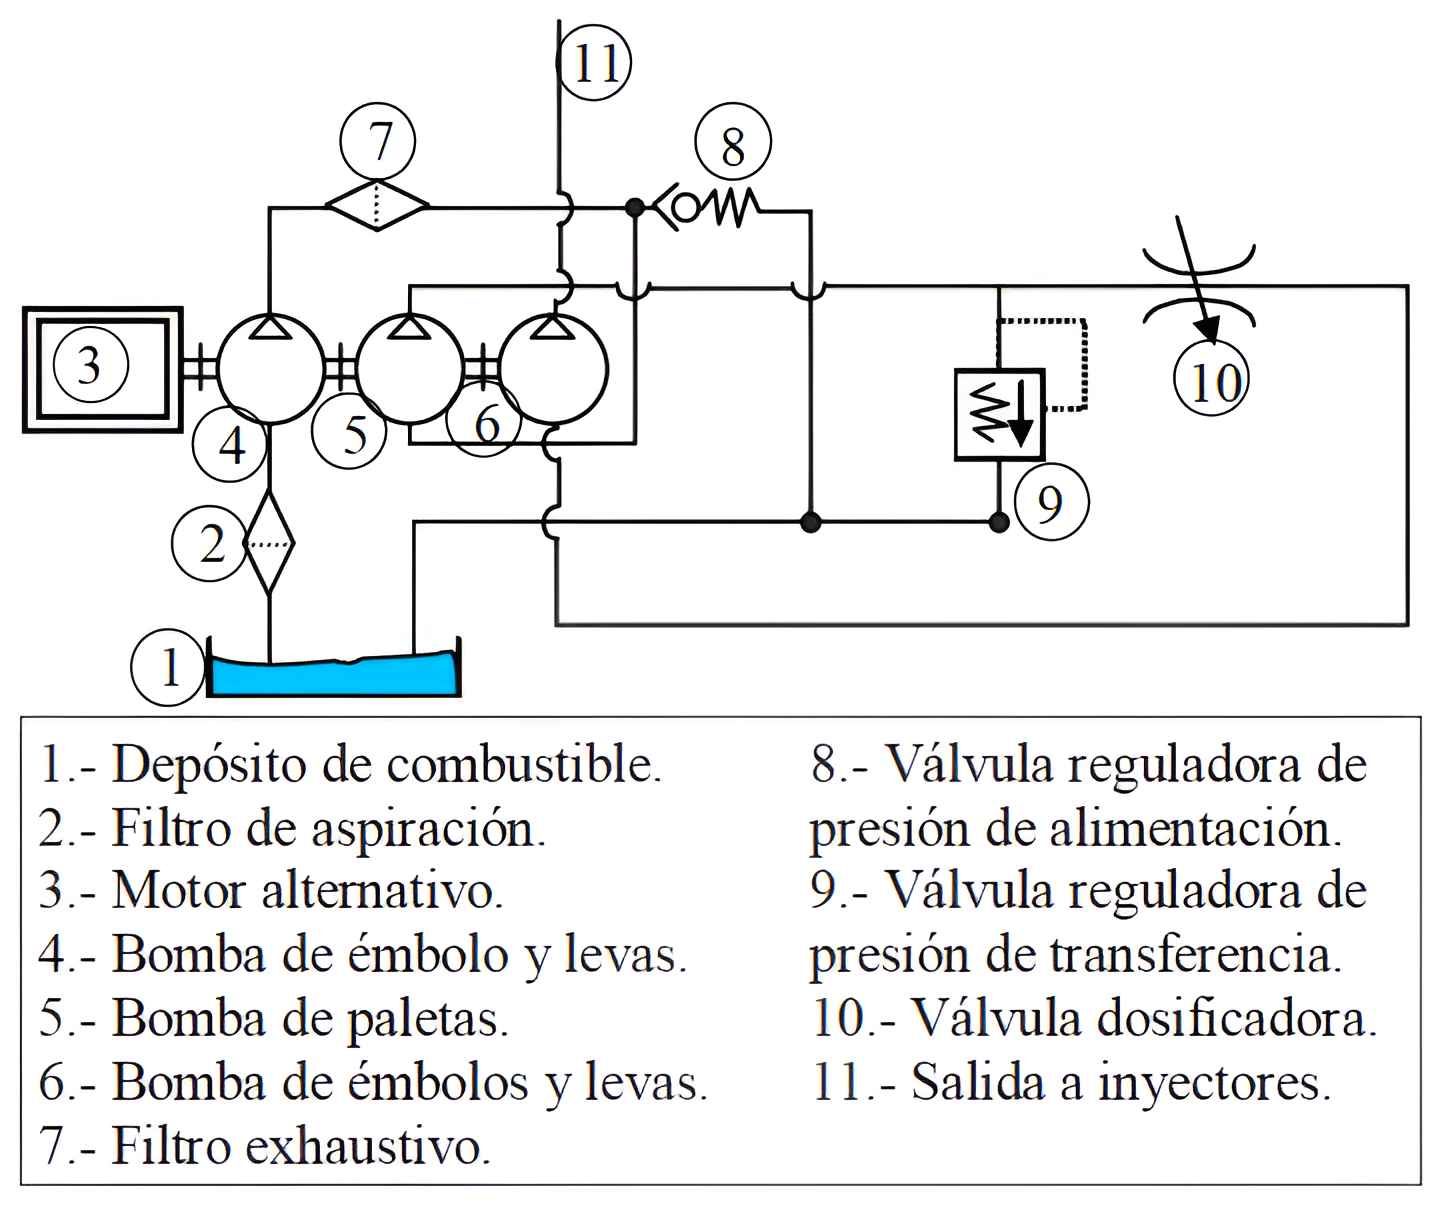 11
7
8
3
10
4
5
6
9
2
1
1.- Depósito de combustible.
2.- Filtro de aspiración.
3.- Motor alternativo.
4.- Bomba de émbolo y levas.
5.- Bomba de paletas.
6.- Bomba de émbolos y levas.
7.- Filtro exhaustivo.
8.- Válvula reguladora de
presión de alimentación.
9.- Válvula reguladora de
presión de transferencia.
10.- Válvula dosificadora.
11.- Salida a inyectores.